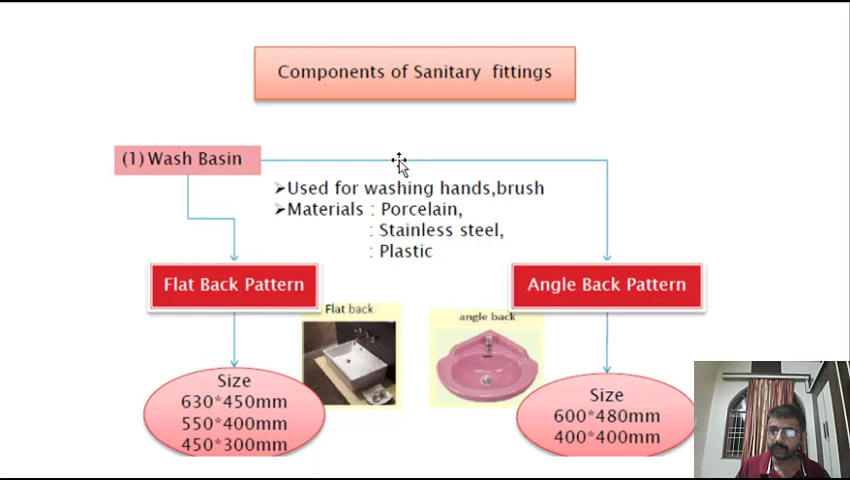 Components of Sanitary fittings
(1) Wash Basin
➢Used for washing hands,brush
➢Materials : Porcelain,
: Stainless steel,
: Plastic
Flat Back Pattern
Angle Back Pattern
Flat back
angle back
Size
630*450mm
550*400mm
450*300mm
Size
600*480mm
400*400mm